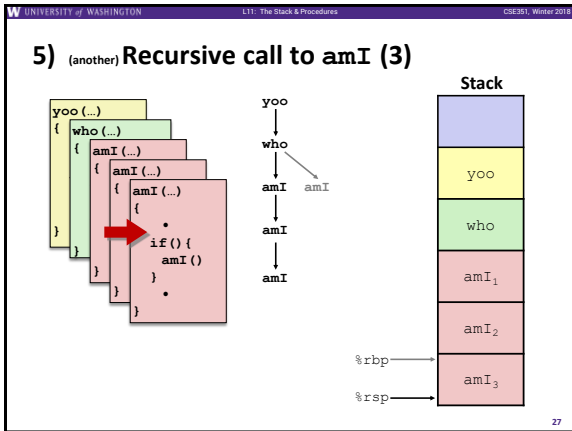 W UNIVERSITY of WASHINGTON
L11: The Stack & Procedures
CSE351, Winter 2018
5) (another) Recursive call to amI (3)
yoo(…)
{
}
who(…)
{
}
amI(…)
{
}
amI(…)
{
}
amI(…)
{
•
if(){
amI()
}
•
}
yoo
who
amI amI
amI
amI
Stack
yoo
who
amI₁
amI₂
%rbp
amI₃
%rsp
27